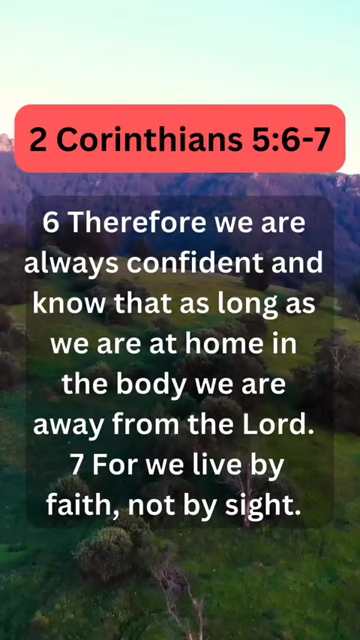 2 Corinthians 5:6-7
6 Therefore we are
always confident and
know that as long as
we are at home in
the body we are
away from the Lord.
7 For we live by
faith, not by sight.